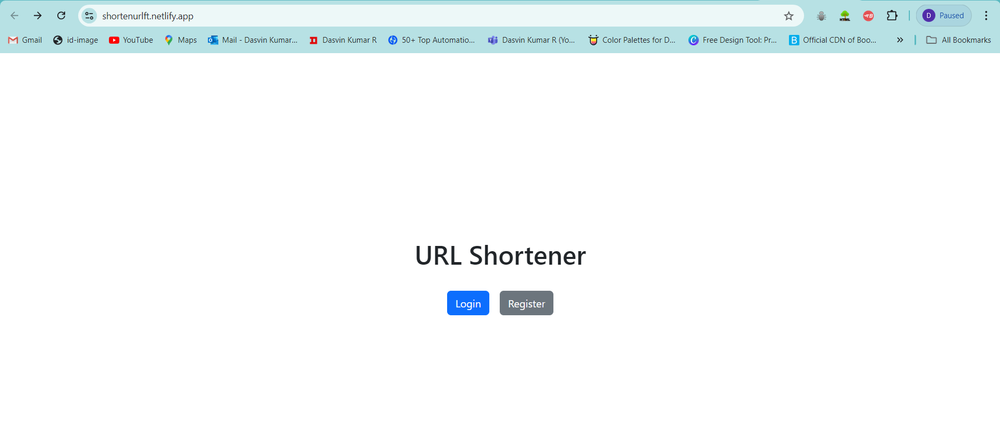 shortenurlft.netlify.app
D Paused
Gmail id-image YouTube Maps Mail - Dasvin Kumar... Dasvin Kumar R 50+ Top Automatio... Dasvin Kumar R (Yo... Color Palettes for D... Free Design Tool: Pr... B Official CDN of Boo... » All Bookmarks
URL Shortener
Login Register